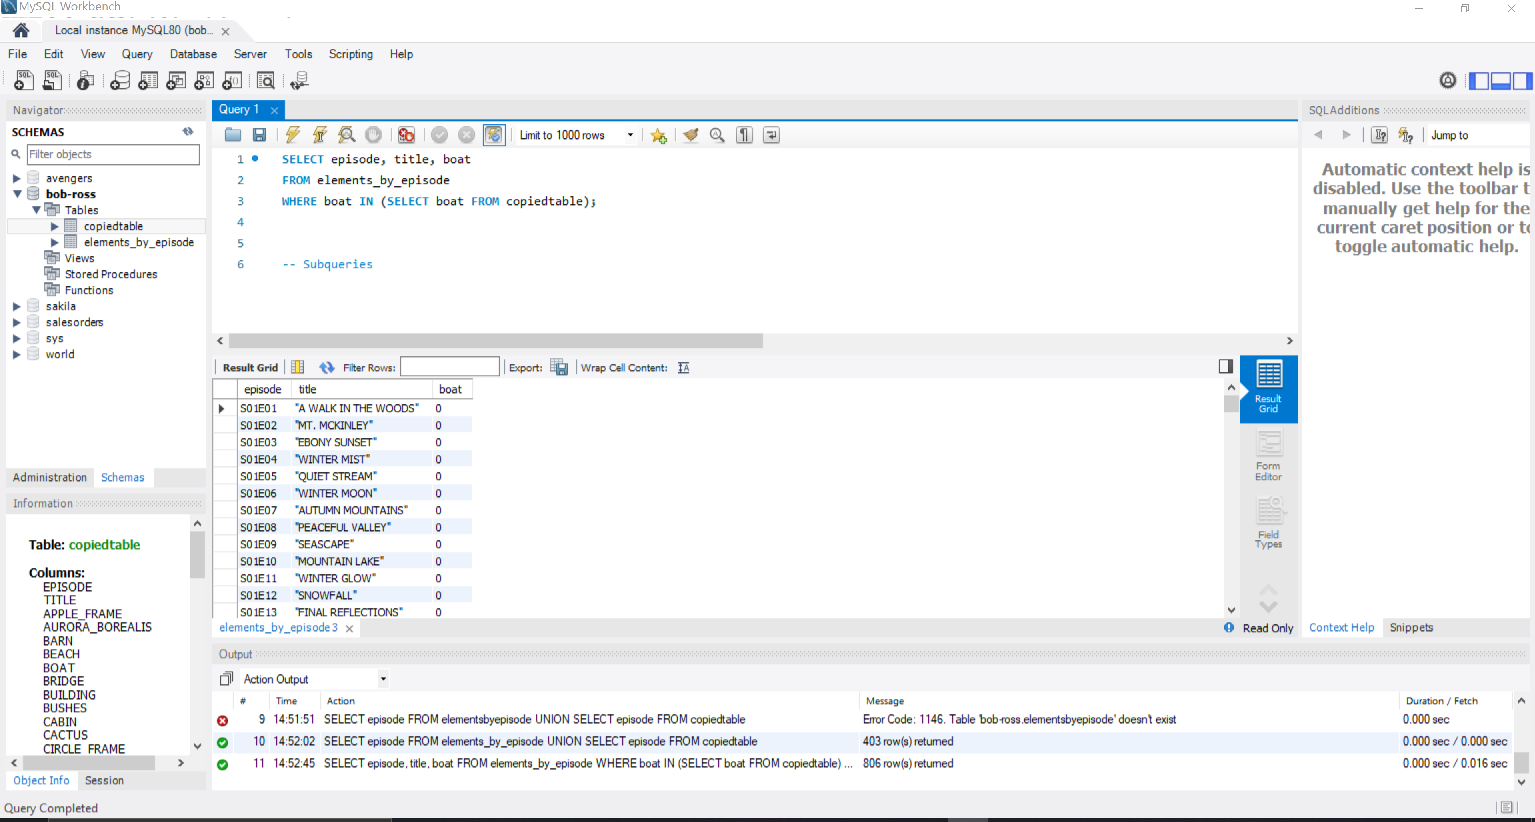 MySQL Workbench
Local instance MySQL80 (bob...
File Edit View Query Database Server Tools Scripting Help
Navigator
SCHEMAS
Filter objects
avengers
bob-ross
Tables
copiedtable
elements_by_episode
Views
Stored Procedures
Functions
sakila
salesorders
sys
world
Administration Schemas
Information
Table: copiedtable
Columns:
EPISODE
TITLE
APPLE_FRAME
AURORA_BOREALIS
BARN
BEACH
BOAT
BRIDGE
BUILDING
BUSHES
CABIN
CACTUS
CIRCLE_FRAME
Object Info Session
Query Completed
Query 1
Limit to 1000 rows
1 SELECT episode, title, boat
2 FROM elements_by_episode
3 WHERE boat IN (SELECT boat FROM copiedtable);
4
5
6 -- Subqueries
Result Grid Filter Rows: Export: Wrap Cell Content:
episode title boat
S01E01 "A WALK IN THE WOODS" 0
S01E02 "MT. MCKINLEY" 0
S01E03 "EBONY SUNSET" 0
S01E04 "WINTER MIST" 0
S01E05 "QUIET STREAM" 0
S01E06 "WINTER MOON" 0
S01E07 "AUTUMN MOUNTAINS" 0
S01E08 "PEACEFUL VALLEY" 0
S01E09 "SEASCAPE" 0
S01E10 "MOUNTAIN LAKE" 0
S01E11 "WINTER GLOW" 0
S01E12 "SNOWFALL" 0
S01E13 "FINAL REFLECTIONS" 0
Result
Grid
Form
Editor
Field
Types
elements_by_episode3
Read Only
SQLAdditions
Jump to
Automatic context help is
disabled. Use the toolbar t
manually get help for the
current caret position or to
toggle automatic help.
Context Help Snippets
Output
Action Output
# Time Action Message Duration / Fetch
9 14:51:51 SELECT episode FROM elementsbyepisode UNION SELECT episode FROM copiedtable Error Code: 1146. Table 'bob-ross.elementsbyepisode' doesn't exist 0.000 sec
10 14:52:02 SELECT episode FROM elements_by_episode UNION SELECT episode FROM copiedtable 403 row(s) returned 0.000 sec / 0.000 sec
11 14:52:45 SELECT episode, title, boat FROM elements_by_episode WHERE boat IN (SELECT boat FROM copiedtable) ... 806 row(s) returned 0.000 sec / 0.016 sec